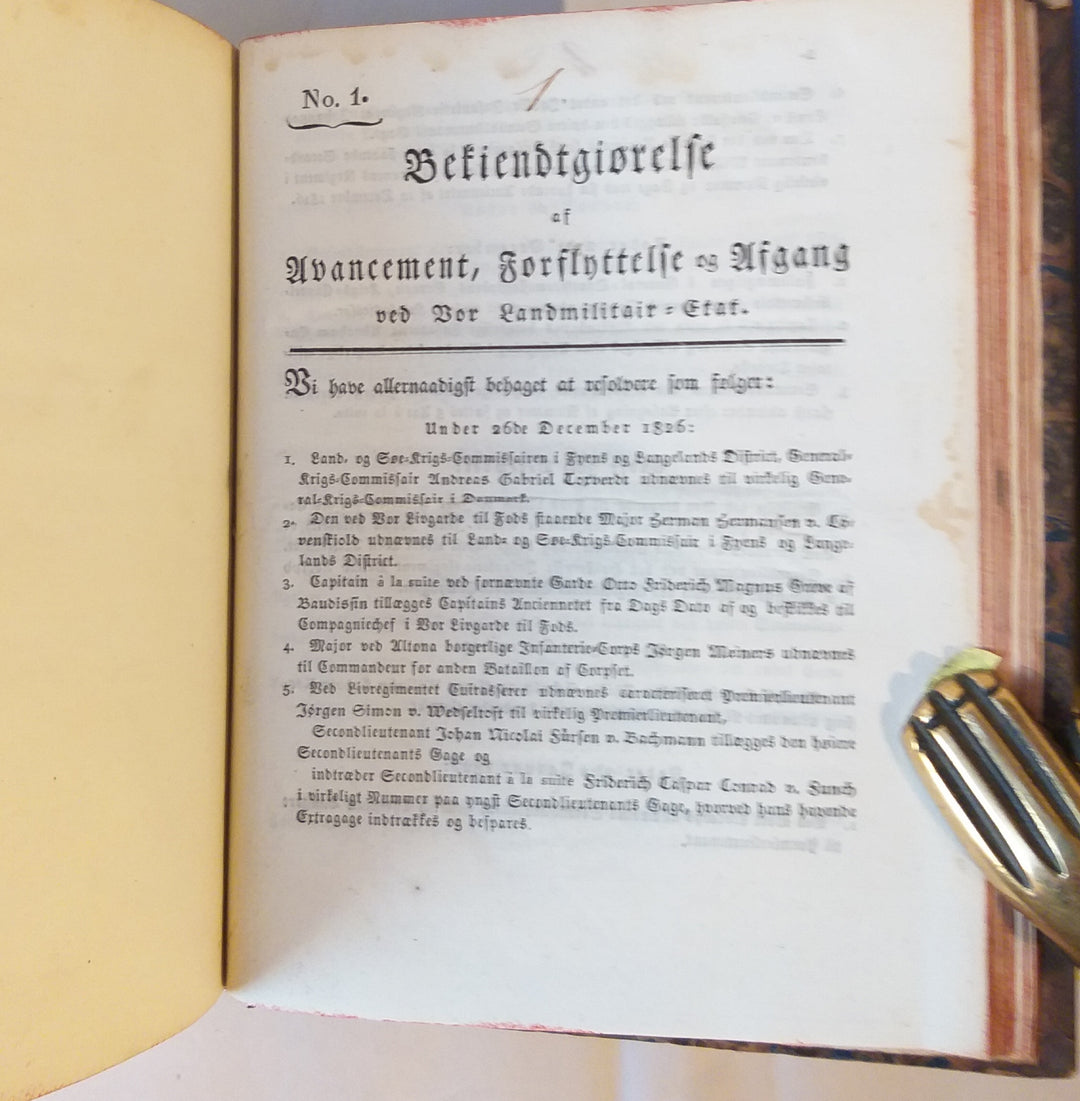 No. 1.
1
Bekiendtgiørelse
af
Avancement, Forflyttelse og Afgang
ved Vor Landmilitair-Etat.
Vi have allernaadigst behaget at resolvere som følger:
Under 26de December 1826:
1. Land- og Søe-Krigs-Commissairen i Fyens og Langelands District, General-
Krigs-Commissair Andreas Gabriel udnævnes til virkelig Gene-
ral-Krigs-Commissair i Danmark.
2. Den ved Vor Livgarde til Fods staaende Major Herman Hermansen v. Lø-
venskiold udnævnes til Land- og Søe-Krigs-Commissair i Fyens og Lange-
lands District.
3. Capitain à la suite ved fornævnte Garde Otto Friderich Magnus Greve af
Baudissin tillægges Capitains Anciennetet fra Dags Dato af og beskikkes til
Compagniechef i Vor Livgarde til Fods.
4. Major ved Altona borgerlige Infanterie-Corps Jørgen Meiners udnævnes
til Commandeur for anden Bataillon af Corpset.
5. Ved Livregimentet Cuirasserer udnævnes caracteriseret Premierlieutenant
Jørgen Simon v. Wedseltoft til virkelig Premierlieutenant,
Secondlieutenant Johan Nicolai Fürsen v. Bachmann tillægges den høiere
Secondlieutenants Gage og
indtræder Secondlieutenant à la suite Friderich Caspar Conrad v. Funch
i virkeligt Nummer paa yngst Secondlieutenants Gage, hvorved hans havende
Extragage indtrækkes og bespares.